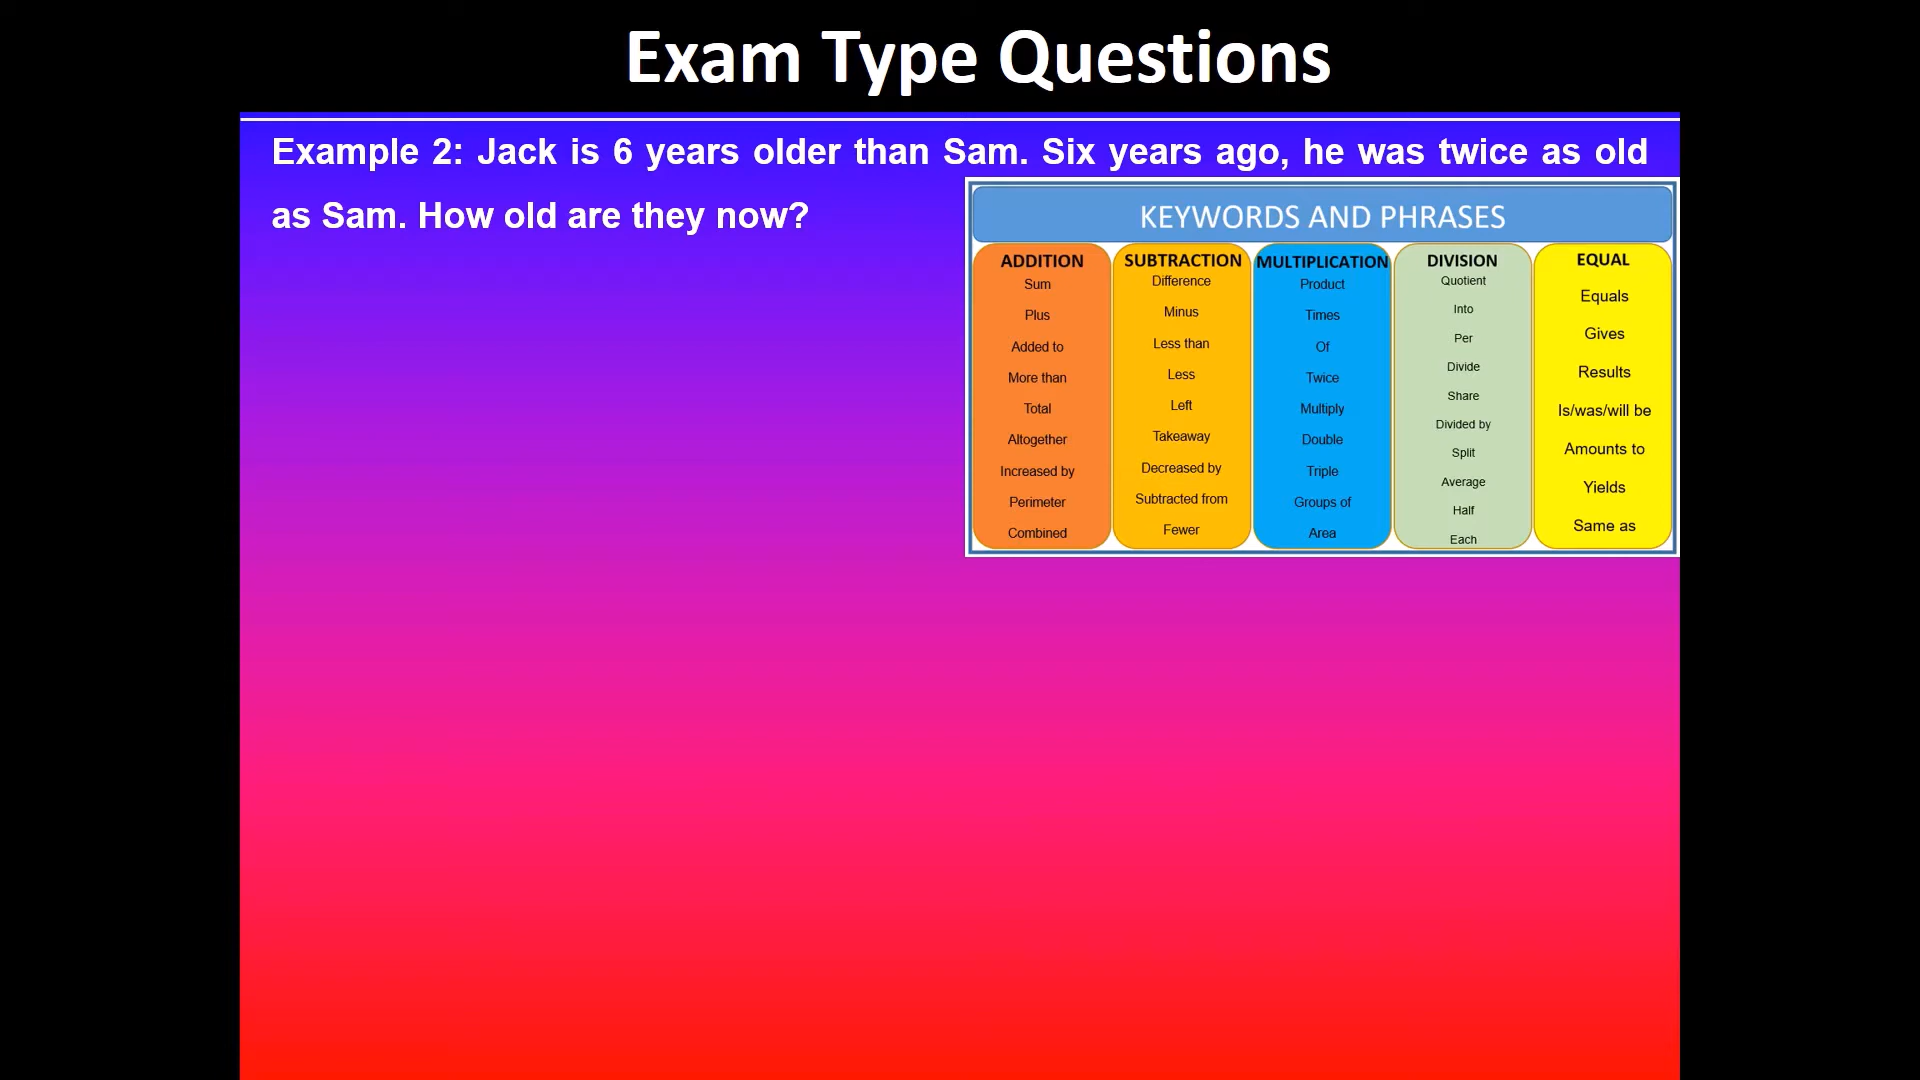 Exam Type Questions
Example 2: Jack is 6 years older than Sam. Six years ago, he was twice as old
as Sam. How old are they now?
KEYWORDS AND PHRASES
ADDITION
Sum
Plus
Added to
More than
Total
Altogether
Increased by
Perimeter
Combined
SUBTRACTION
Difference
Minus
Less than
Less
Left
Takeaway
Decreased by
Subtracted from
Fewer
MULTIPLICATION
Product
Times
Of
Twice
Multiply
Double
Triple
Groups of
Area
DIVISION
Quotient
Into
Per
Divide
Share
Divided by
Split
Average
Half
Each
EQUAL
Equals
Gives
Results
Is/was/will be
Amounts to
Yields
Same as